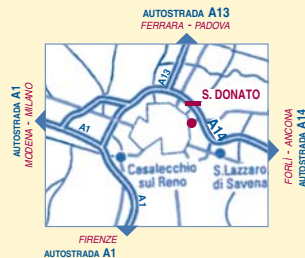 AUTOSTRADA A13
FERRARA - PADOVA
AUTOSTRADA A1
MODENA - MILANO
A13
S. DONATO
A14
A1
Casalecchio
sul Reno
S.Lazzaro
di Savena
A1
FORLÌ - ANCONA
AUTOSTRADA A14
FIRENZE
AUTOSTRADA A1